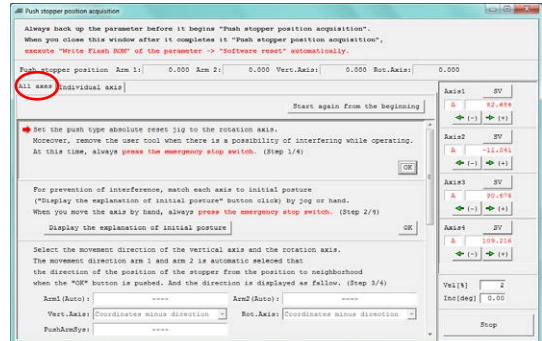 Push stopper position acquisition
Always back up the parameter before it begins "Push stopper position acquisition".
When you close this window after it completes it "Push stopper position acquisition",
exexute "Write Flash ROM" of the parameter -> "Software reset" automatically.
Push stopper position Arm 1: 0.000 Arm 2: 0.000 Vert.Axis: 0.000 Rot.Axis: 0.000
All axes Individual axis
Start again from the beginning
Set the push type absolute reset jig to the rotation axis.
Moreover, remove the user tool when there is a possibility of interfering while operating.
At this time, always press the emergency stop switch. (Step 1/4)
OK
For prevention of interference, match each axis to initial posture
("Display the explanation of initial posture" button click) by jog or hand.
When you move the axis by hand, always press the emergency stop switch. (Step 2/4)
Display the explanation of initial posture OK
Select the movement direction of the vertical axis and the rotation axis.
The movement direction arm 1 and arm 2 is automatic seleced that
the direction of the position of the stopper from the position to neighborhood
when the "OK" button is pushed. And the direction is displayed as fallow. (Step 3/4)
Arm1(Auto): ---- Arm2(Auto): ----
Vert.Axis: Coordinates minus direction Rot.Axis: Coordinates minus direction
PushArmSys: ----
Axis1 SV
A 82.684
(-) (+)
Axis2 SV
A -11.041
(-) (+)
Axis3 SV
A 90.676
(-) (+)
Axis4 SV
A 109.216
(-) (+)
Vel[%] 2
Inc[deg] 0.00
Stop